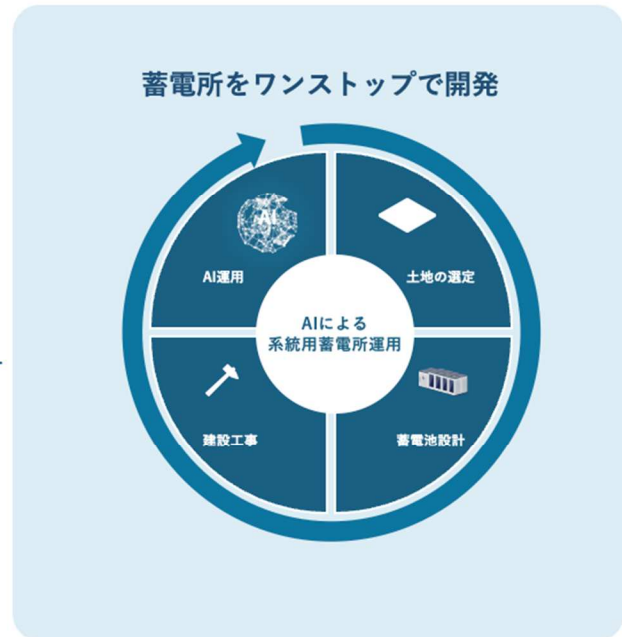 蓄電所をワンストップで開発
AI
AI運用
土地の選定
AIによる
系統用蓄電所運用
建設工事
蓄電池設計